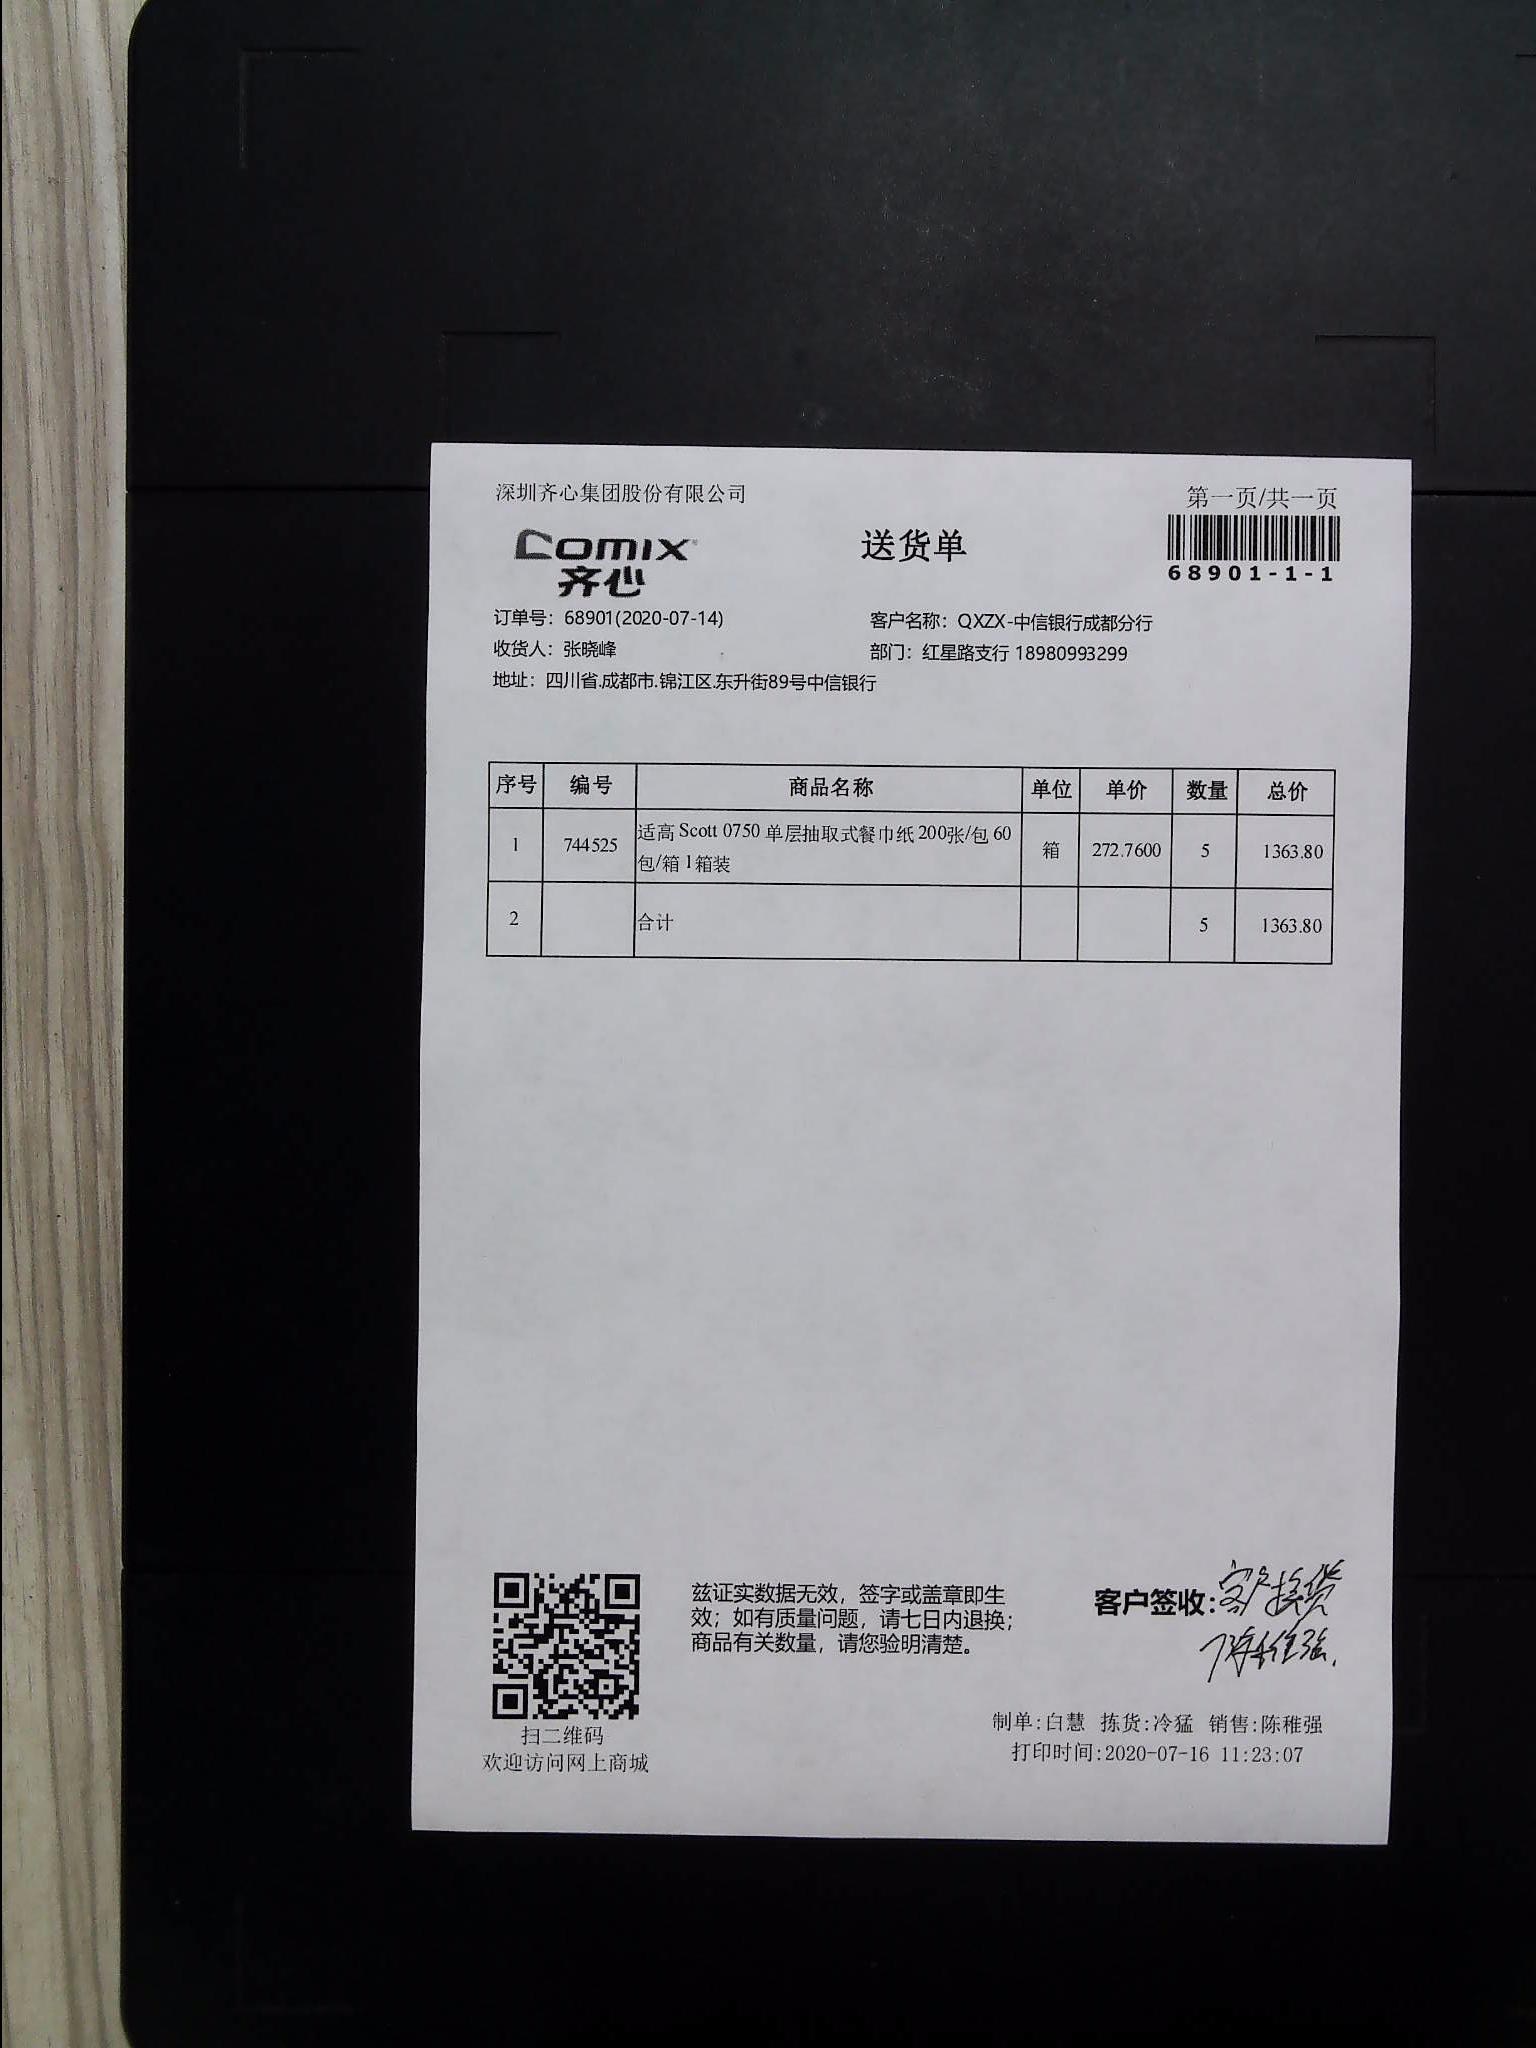 深圳齐心集团股份有限公司
第一页/共一页
COMIX
齐心
送货单
68901-1-1
订单号：68901(2020-07-14)
客户名称：QXZX-中信银行成都分行
收货人：张晓峰
部门：红星路支行 18980993299
地址：四川省.成都市.锦江区.东升街89号中信银行
序号 编号 商品名称 单位 单价 数量 总价
1 744525 适高 Scott 0750 单层抽取式餐巾纸 200张/包 60
包/箱 1箱装 箱 272.7600 5 1363.80
2 合计 5 1363.80
兹证实数据无效，签字或盖章即生
效；如有质量问题，请七日内退换；
商品有关数量，请您验明清楚。
客户签收：客户换货
陈稚强.
扫二维码
欢迎访问网上商城
制单:白慧 拣货:冷猛 销售:陈稚强
打印时间:2020-07-16 11:23:07